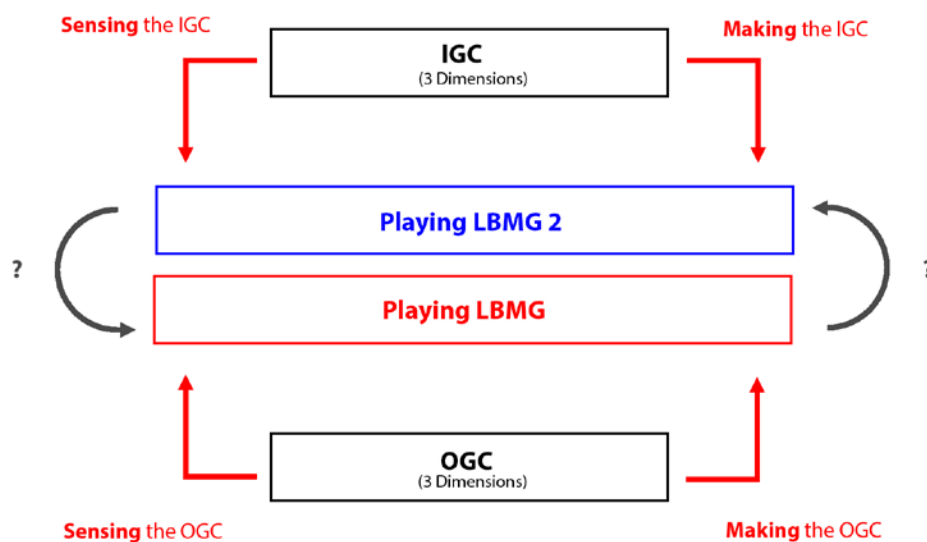 Sensing the IGC
Making the IGC
IGC
(3 Dimensions)
Playing LBMG 2
?
?
Playing LBMG
OGC
(3 Dimensions)
Sensing the OGC
Making the OGC